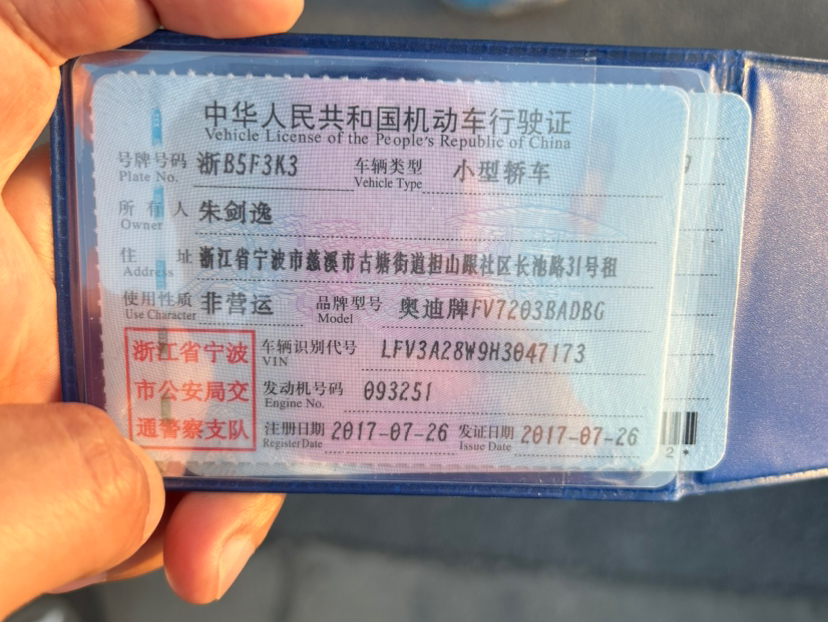 中华人民共和国机动车行驶证
Vehicle License of the People's Republic of China
号牌号码 浙B5F3K3 车辆类型 小型轿车
Plate No. Vehicle Type
所有人 朱剑逸
Owner
住址 浙江省宁波市慈溪市古塘街道担山跟社区长池路31号租
Address
使用性质 非营运 品牌型号 奥迪牌FV7203BADBG
Use Character Model
浙江省宁波
市公安局交
通警察支队
车辆识别代号 LFV3A28W9H3047173
VIN
发动机号码 093251
Engine No.
注册日期 2017-07-26 发证日期 2017-07-26
Register Date Issue Date
2*